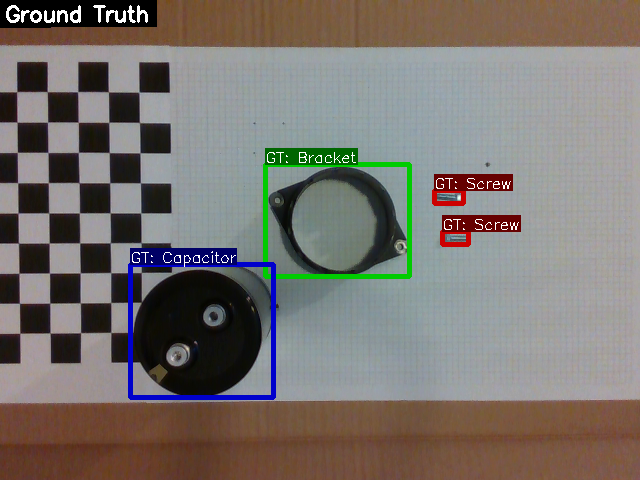 Ground Truth
GT: Bracket
GT: Screw
GT: Screw
GT: Capacitor